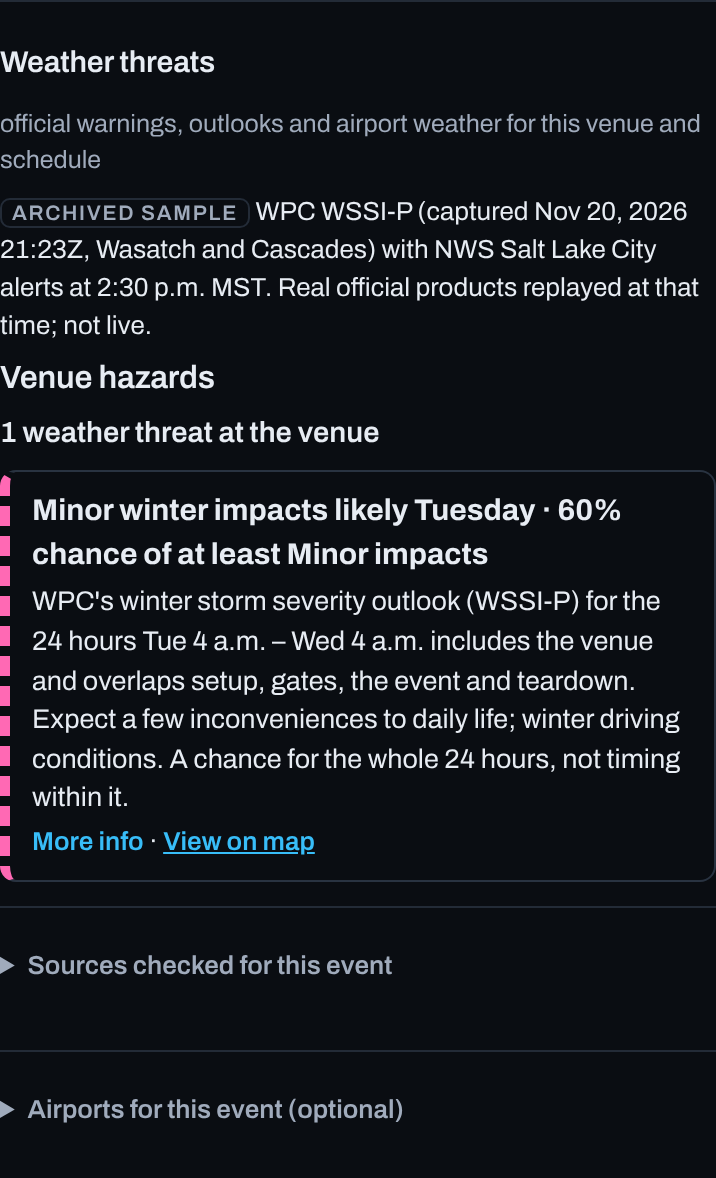 Weather threats
official warnings, outlooks and airport weather for this venue and
schedule
ARCHIVED SAMPLE WPC WSSI-P (captured Nov 20, 2026
21:23Z, Wasatch and Cascades) with NWS Salt Lake City
alerts at 2:30 p.m. MST. Real official products replayed at that
time; not live.
Venue hazards
1 weather threat at the venue
Minor winter impacts likely Tuesday · 60%
chance of at least Minor impacts
WPC's winter storm severity outlook (WSSI-P) for the
24 hours Tue 4 a.m. – Wed 4 a.m. includes the venue
and overlaps setup, gates, the event and teardown.
Expect a few inconveniences to daily life; winter driving
conditions. A chance for the whole 24 hours, not timing
within it.
More info · View on map
Sources checked for this event
Airports for this event (optional)